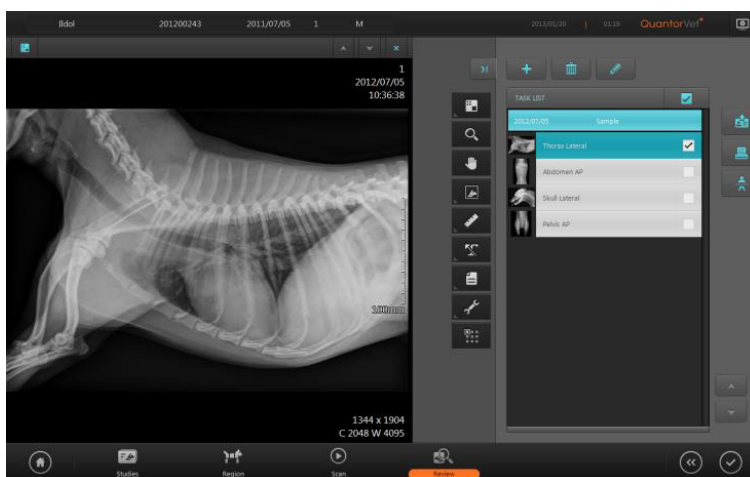 Ildol 201200243 2011/07/05 1 M 2013/01/20 | 01:19 QuantorVet+
1
2012/07/05
10:36:38
100mm
1344 x 1904
C 2048 W 4095
TASK LIST
2012/07/05 Sample
Thorax Lateral
Abdomen AP
Skull Lateral
Pelvic AP
Studies Region Scan Review